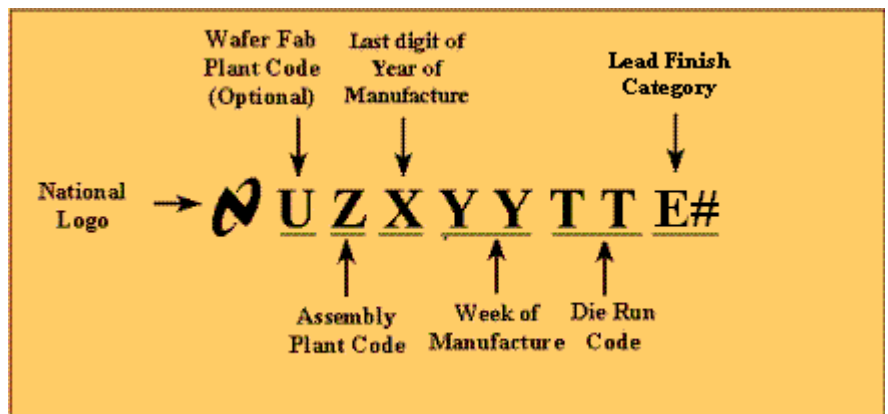 Wafer Fab
Plant Code
(Optional)
Last digit of
Year of
Manufacture
Lead Finish
Category
National
Logo
N U Z X Y Y T T E#
Assembly
Plant Code
Week of
Manufacture
Die Run
Code